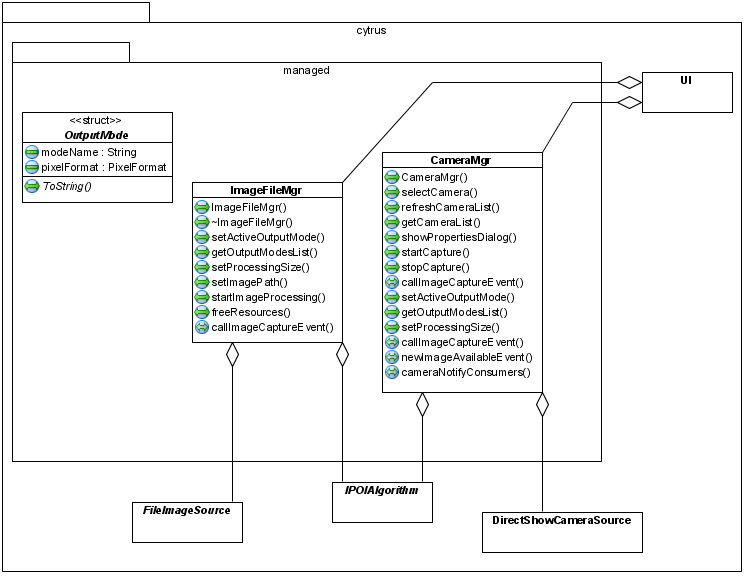 cytrus
managed
UI
<<struct>>
OutputMode
modeName : String
pixelFormat : PixelFormat
ToString()
ImageFileMgr
ImageFileMgr()
~ImageFileMgr()
setActiveOutputMode()
getOutputModesList()
setProcessingSize()
setImagePath()
startImageProcessing()
freeResources()
callImageCaptureEvent()
CameraMgr
CameraMgr()
selectCamera()
refreshCameraList()
getCameraList()
showPropertiesDialog()
startCapture()
stopCapture()
callImageCaptureEvent()
setActiveOutputMode()
getOutputModesList()
setProcessingSize()
callImageCaptureEvent()
newImageAvailableEvent()
cameraNotifyConsumers()
FileImageSource
IPOIAlgorithm
DirectShowCameraSource